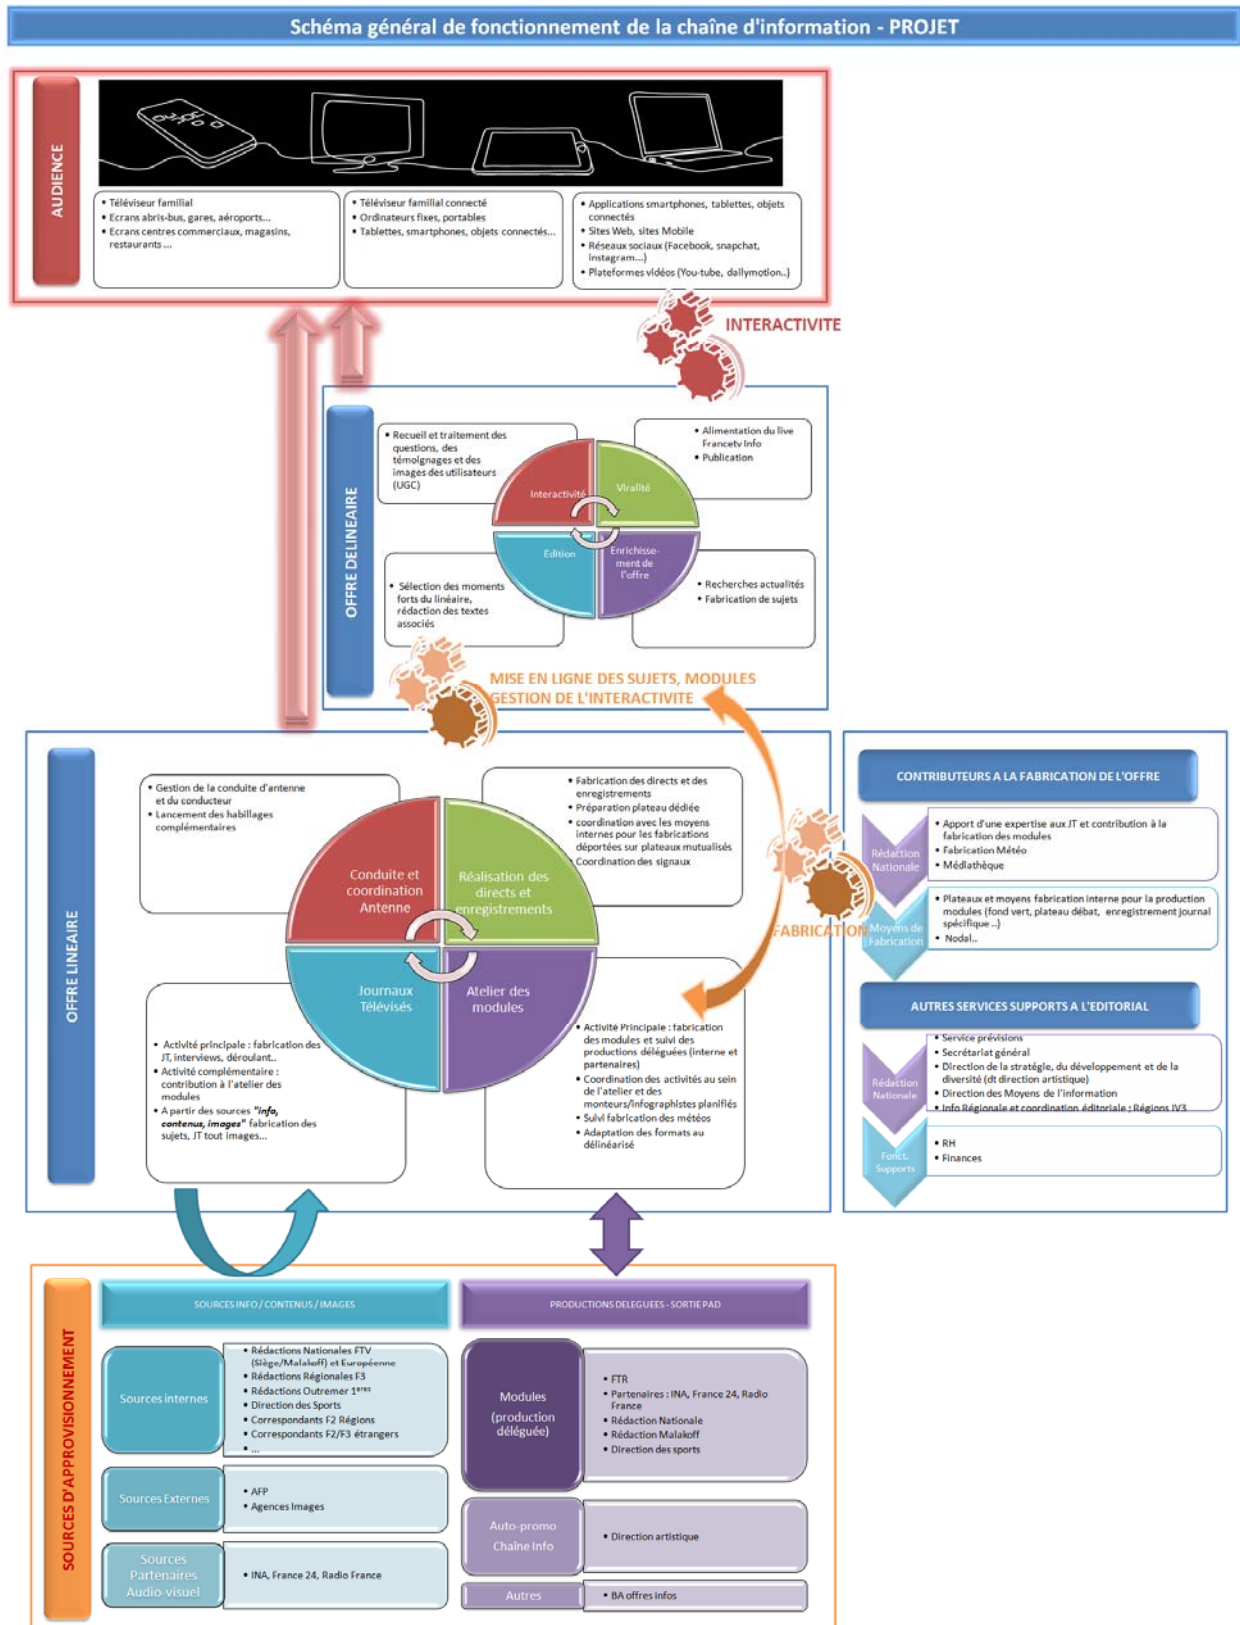 Schéma général de fonctionnement de la chaîne d'information - PROJET
AUDIENCE
• Téléviseur familial
• Ecrans abris-bus, gares, aéroports...
• Ecrans centres commerciaux, magasins,
restaurants ...
• Téléviseur familial connecté
• Ordinateurs fixes, portables
• Tablettes, smartphones, objets connectés...
• Applications smartphones, tablettes, objets
connectés
• Sites Web, sites Mobile
• Réseaux sociaux (Facebook, snapchat,
instagram...)
• Plateformes vidéos (You-tube, dailymotion..)
INTERACTIVITE
OFFRE DELINEAIRE
• Recueil et traitement des
questions, des
témoignages et des
images des utilisateurs
(UGC)
• Alimentation du live
Francetv Info
• Publication
Interactivité
Viralité
Édition
Enrichisse-
ment de
l'offre
• Sélection des moments
forts du linéaire,
rédaction des textes
associés
• Recherches actualités
• Fabrication de sujets
MISE EN LIGNE DES SUJETS, MODULES
GESTION DE L'INTERACTIVITE
OFFRE LINEAIRE
• Gestion de la conduite d'antenne
et du conducteur
• Lancement des habillages
complémentaires
• Fabrication des directs et des
enregistrements
• Préparation plateau dédiée
• coordination avec les moyens
internes pour les fabrications
déportées sur plateaux mutualisés
• Coordination des signaux
Conduite et
coordination
Antenne
Réalisation des
directs et
enregistrements
Journaux
Télévisés
Atelier des
modules
• Activité principale : fabrication des
JT, interviews, déroulant..
• Activité complémentaire :
contribution à l'atelier des
modules
• A partir des sources "info,
contenus, images" fabrication des
sujets, JT tout images...
• Activité Principale : fabrication
des modules et suivi des
productions déléguées (interne et
partenaires)
• Coordination des activités au sein
de l'atelier et des
monteurs/infographistes planifiés
• Suivi fabrication des météos
• Adaptation des formats au
délinéarisé
FABRICATION
CONTRIBUTEURS A LA FABRICATION DE L'OFFRE
Rédaction
Nationale
• Apport d'une expertise aux JT et contribution à la
fabrication des modules
• Fabrication Météo
• Médiathèque
Moyens de
Fabrication
• Plateaux et moyens fabrication interne pour la production
modules (fond vert, plateau débat, enregistrement journal
spécifique ..)
• Nodal..
AUTRES SERVICES SUPPORTS A L'EDITORIAL
Rédaction
Nationale
• Service prévisions
• Secrétariat général
• Direction de la stratégie, du développement et de la
diversité (dt direction artistique)
• Direction des Moyens de l'information
• Info Régionale et coordination éditoriale ; Régions IV3
Fonct.
Supports
• RH
• Finances
SOURCES D'APPROVISIONNEMENT
SOURCES INFO / CONTENUS / IMAGES
Sources internes
• Rédactions Nationales FTV
(Siège/Malakoff) et Européenne
• Rédactions Régionales F3
• Rédactions Outremer 1ères
• Direction des Sports
• Correspondants F2 Régions
• Correspondants F2/F3 étrangers
• ...
Sources Externes
• AFP
• Agences Images
Sources
Partenaires
Audio-visuel
• INA, France 24, Radio France
PRODUCTIONS DELEGUEES - SORTIE PAD
Modules
(production
déléguée)
• FTR
• Partenaires : INA, France 24, Radio
France
• Rédaction Nationale
• Rédaction Malakoff
• Direction des sports
Auto-promo
Chaîne Info
• Direction artistique
Autres
• BA offres infos